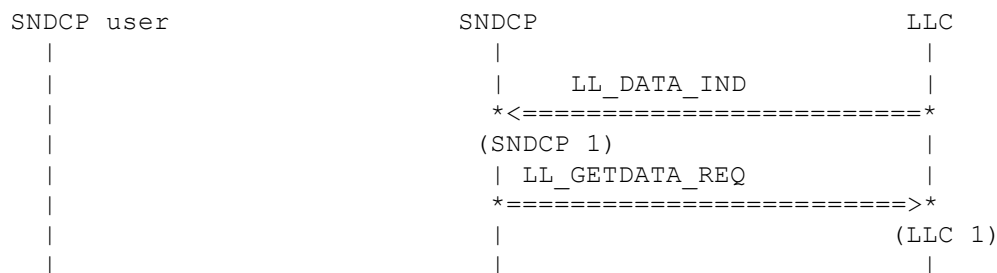 SNDCP user                  SNDCP                       LLC
  |                           |                          |
  |                           |    LL_DATA_IND           |
  |                           *<=========================*
  |                          (SNDCP 1)                   |
  |                           | LL_GETDATA_REQ           |
  |                           *=========================>*
  |                           |                        (LLC 1)
  |                           |                          |